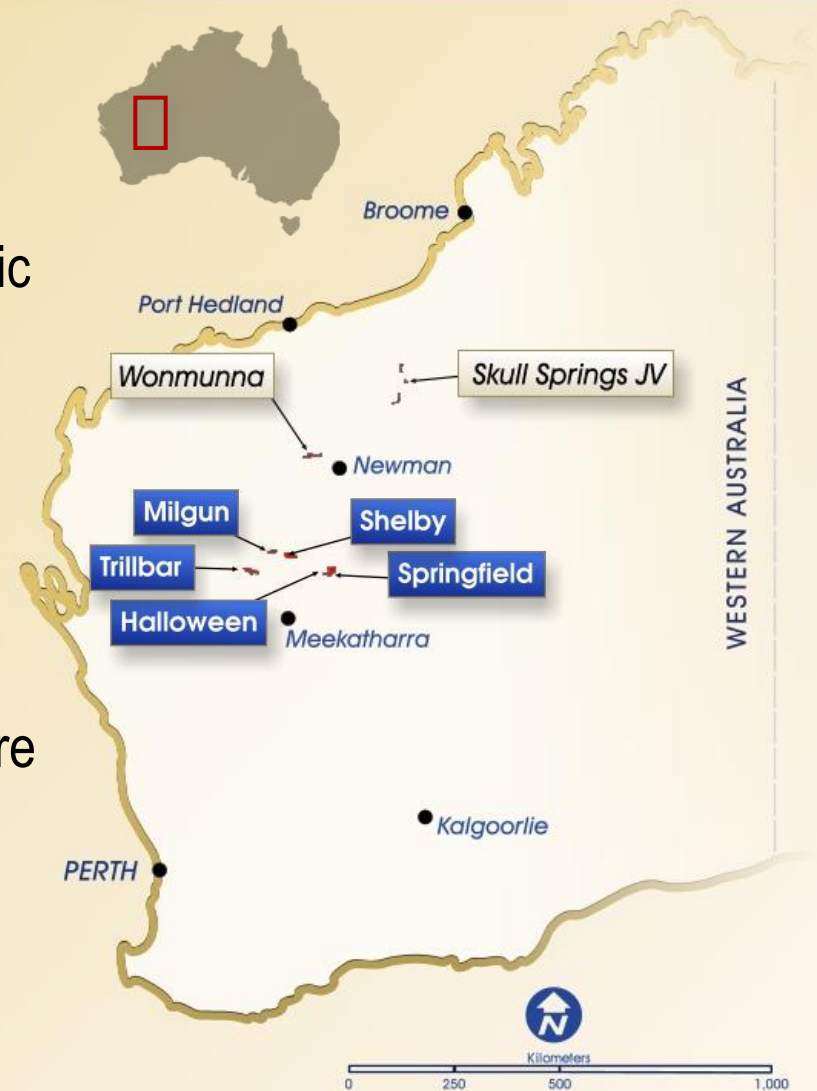 Broome
ic
Port Hedland
Wonmunna
Skull Springs JV
Newman
WESTERN AUSTRALIA
Milgun
Shelby
Trillbar
Springfield
Halloween
Meekatharra
re
Kalgoorlie
PERTH
N
Kilometers
0 250 500 1,000